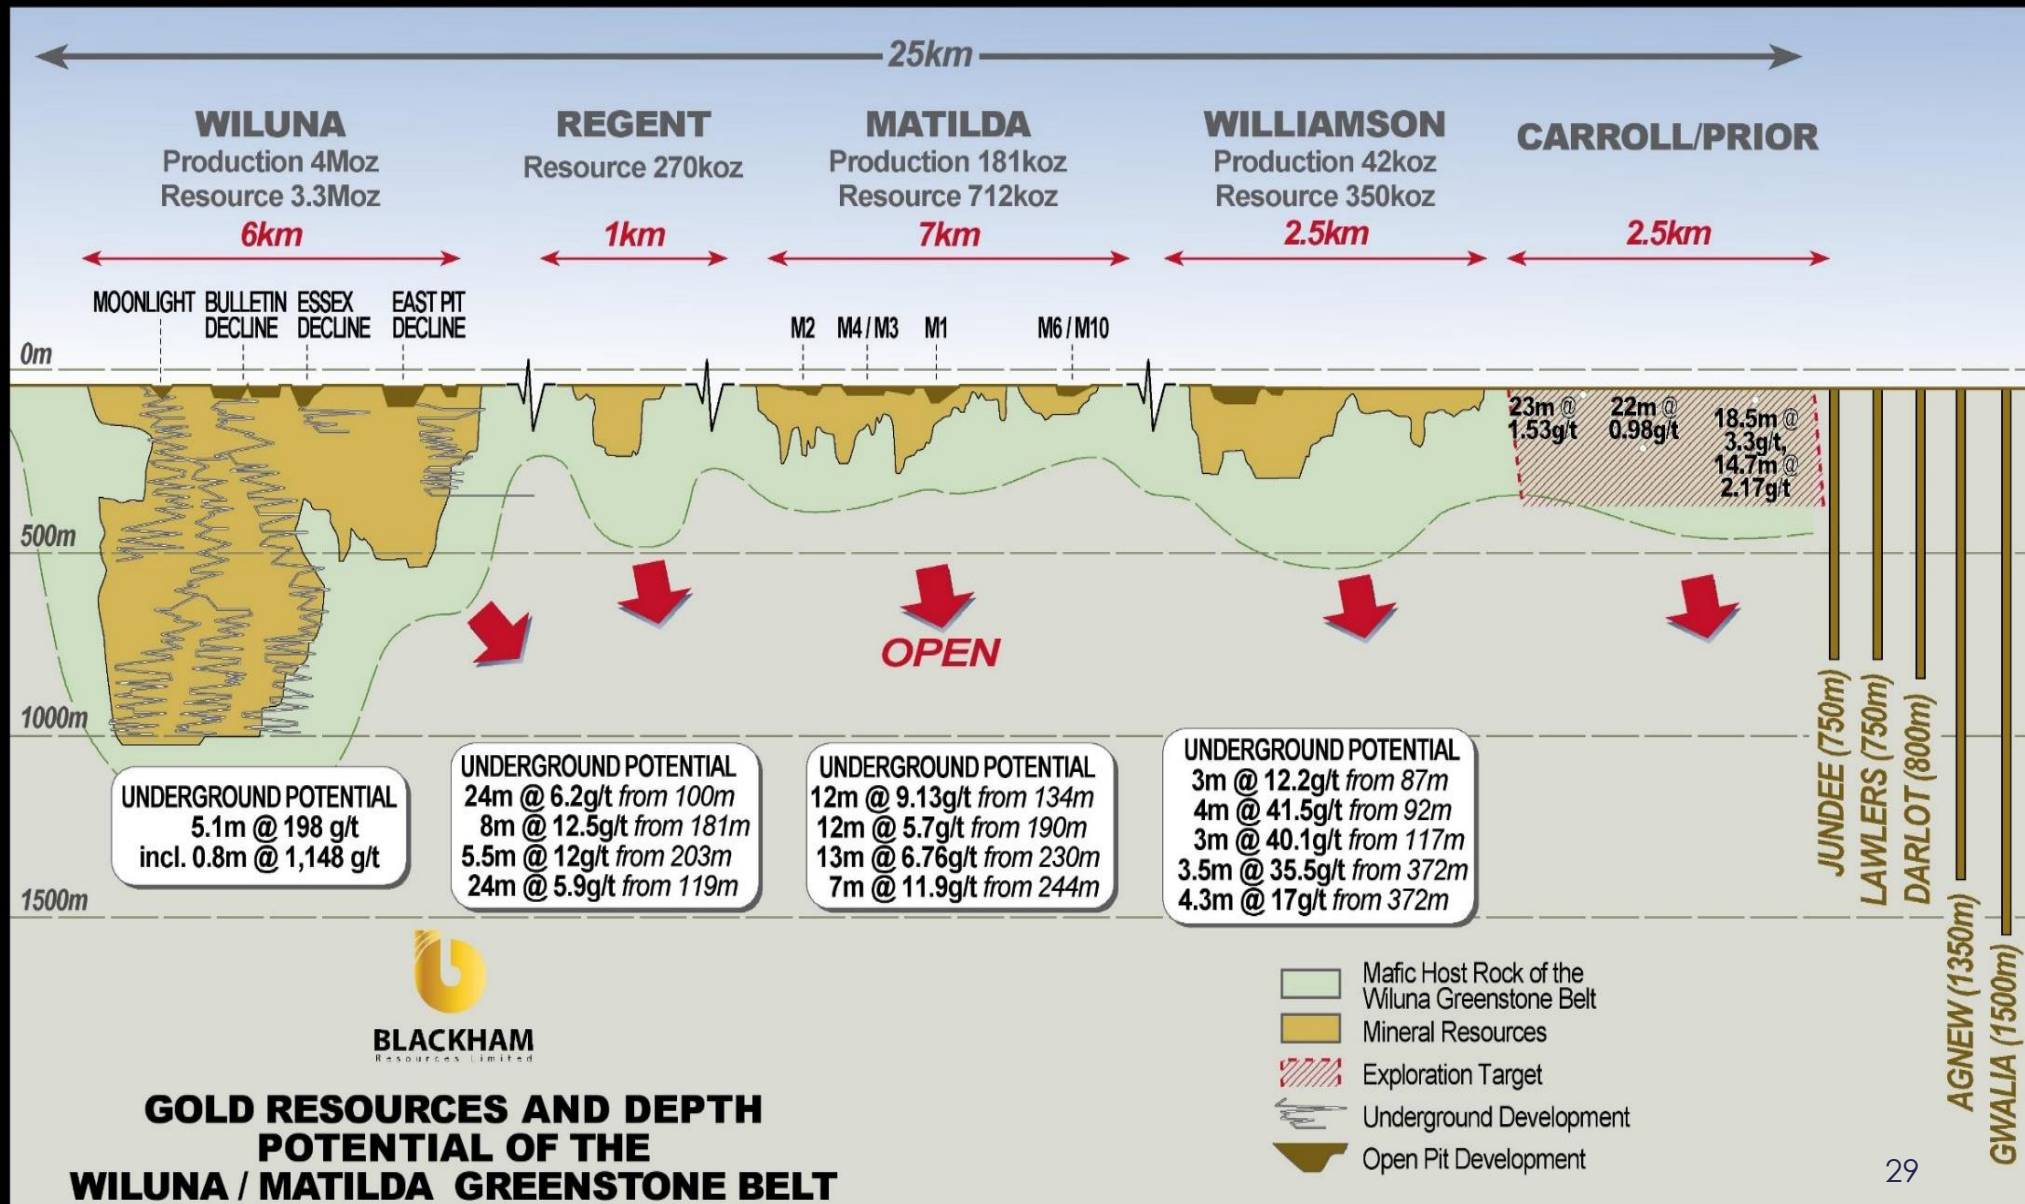 25km
WILUNA
Production 4Moz
Resource 3.3Moz
6km
REGENT
Resource 270koz
1km
MATILDA
Production 181koz
Resource 712koz
7km
WILLIAMSON
Production 42koz
Resource 350koz
2.5km
CARROLL/PRIOR
2.5km
MOONLIGHT
BULLETIN
DECLINE
ESSEX
DECLINE
EAST PIT
DECLINE
M2
M4 / M3
M1
M6 / M10
0m
500m
1000m
1500m
23m @
1.53g/t
22m @
0.98g/t
18.5m @
3.3g/t,
14.7m @
2.17g/t
OPEN
UNDERGROUND POTENTIAL
5.1m @ 198 g/t
incl. 0.8m @ 1,148 g/t
UNDERGROUND POTENTIAL
24m @ 6.2g/t from 100m
8m @ 12.5g/t from 181m
5.5m @ 12g/t from 203m
24m @ 5.9g/t from 119m
UNDERGROUND POTENTIAL
12m @ 9.13g/t from 134m
12m @ 5.7g/t from 190m
13m @ 6.76g/t from 230m
7m @ 11.9g/t from 244m
UNDERGROUND POTENTIAL
3m @ 12.2g/t from 87m
4m @ 41.5g/t from 92m
3m @ 40.1g/t from 117m
3.5m @ 35.5g/t from 372m
4.3m @ 17g/t from 372m
JUNDEE (750m)
LAWLERS (750m)
DARLOT (800m)
AGNEW (1350m)
GWALIA (1500m)
BLACKHAM
Resources Limited
GOLD RESOURCES AND DEPTH
POTENTIAL OF THE
WILUNA / MATILDA GREENSTONE BELT
Mafic Host Rock of the
Wiluna Greenstone Belt
Mineral Resources
Exploration Target
Underground Development
Open Pit Development
29